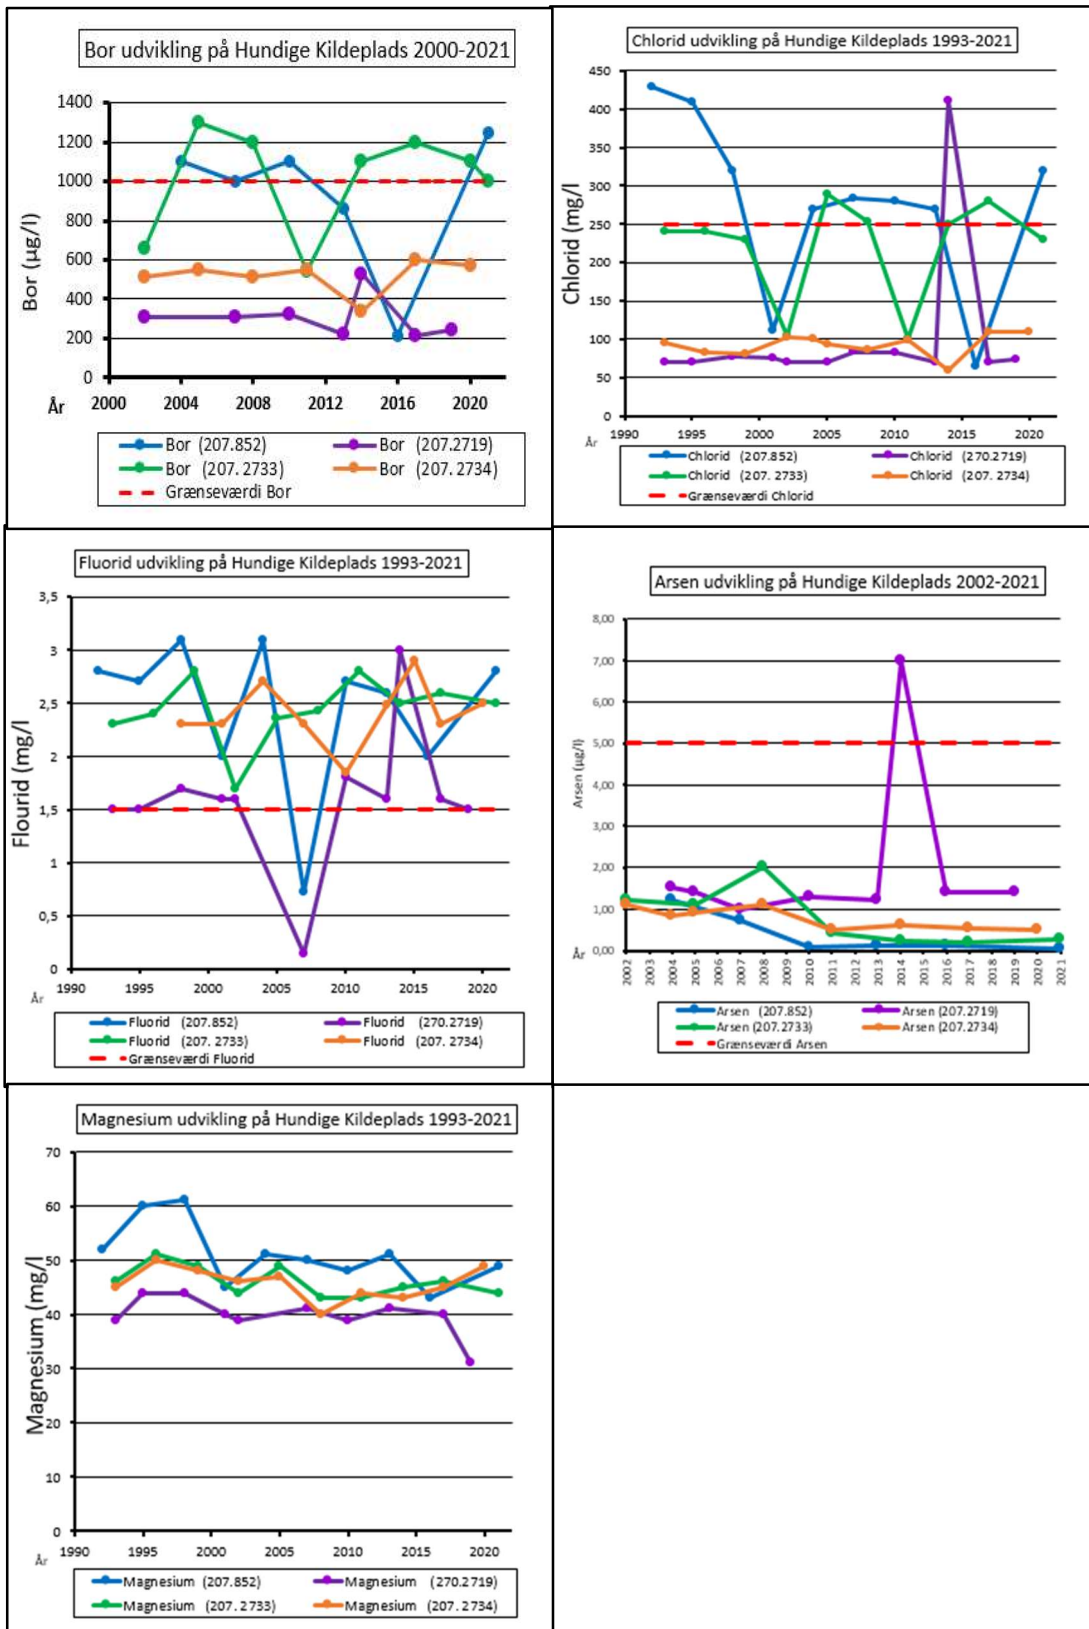 Bor udvikling på Hundige Kildeplads 2000-2021
Bor (µg/l)
1400
1200
1000
800
600
400
200
0
År
2000 2004 2008 2012 2016 2020
Bor (207.852) Bor (207.2719)
Bor (207. 2733) Bor (207. 2734)
Grænseværdi Bor
Chlorid udvikling på Hundige Kildeplads 1993-2021
Chlorid (mg/l)
450
400
350
300
250
200
150
100
50
0
År
1990 1995 2000 2005 2010 2015 2020
Chlorid (207.852) Chlorid (270.2719)
Chlorid (207. 2733) Chlorid (207. 2734)
Grænseværdi Chlorid
Fluorid udvikling på Hundige Kildeplads 1993-2021
Flourid (mg/l)
3,5
3
2,5
2
1,5
1
0,5
0
År
1990 1995 2000 2005 2010 2015 2020
Fluorid (207.852) Fluorid (270.2719)
Fluorid (207. 2733) Fluorid (207. 2734)
Grænseværdi Fluorid
Arsen udvikling på Hundige Kildeplads 2002-2021
Arsen (µg/l)
8,00
7,00
6,00
5,00
4,00
3,00
2,00
1,00
0,00
År
2002 2003 2004 2005 2006 2007 2008 2009 2010 2011 2012 2013 2014 2015 2016 2017 2018 2019 2020 2021
Arsen (207.852) Arsen (207.2719)
Arsen (207.2733) Arsen (207.2734)
Grænseværdi Arsen
Magnesium udvikling på Hundige Kildeplads 1993-2021
Magnesium (mg/l
70
60
50
40
30
20
10
0
År
1990 1995 2000 2005 2010 2015 2020
Magnesium (207.852) Magnesium (270.2719)
Magnesium (207. 2733) Magnesium (207. 2734)